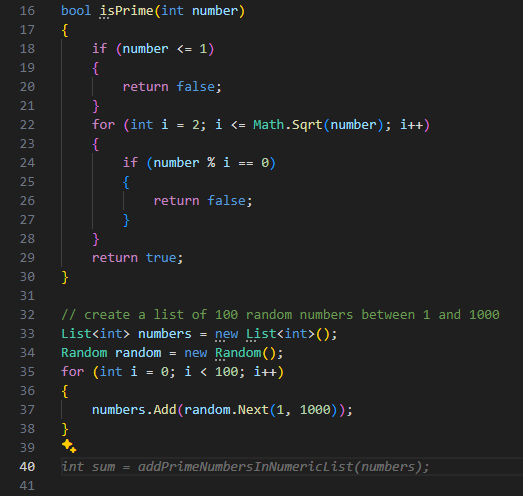 16 bool isPrime(int number)
17 {
18     if (number <= 1)
19     {
20         return false;
21     }
22     for (int i = 2; i <= Math.Sqrt(number); i++)
23     {
24         if (number % i == 0)
25         {
26             return false;
27         }
28     }
29     return true;
30 }
31
32 // create a list of 100 random numbers between 1 and 1000
33 List<int> numbers = new List<int>();
34 Random random = new Random();
35 for (int i = 0; i < 100; i++)
36 {
37     numbers.Add(random.Next(1, 1000));
38 }
39
40 int sum = addPrimeNumbersInNumericList(numbers);
41